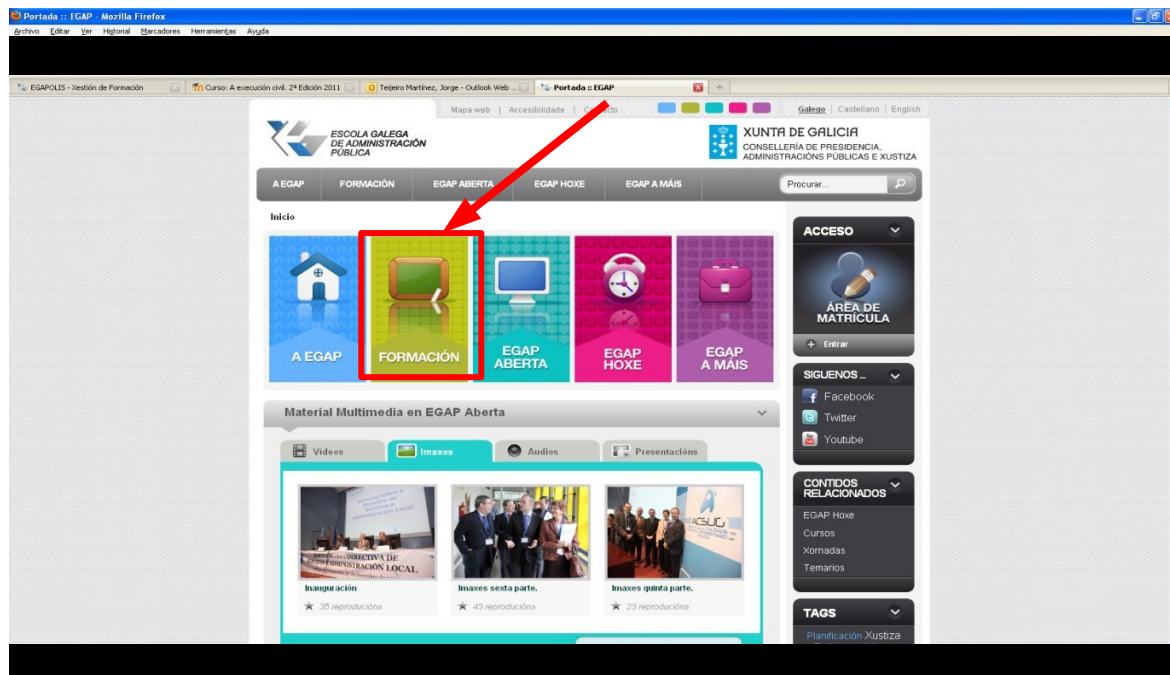 Portada :: EGAP - Mozilla Firefox
Archivo Editar Ver Historial Marcadores Herramientas Ayuda
EGAPOLIS - Xestión de Formación
Curso: A execución civil. 2ª Edición 2011
Teijeiro Martínez, Jorge - Outlook Web ...
Portada :: EGAP
Mapa web | Accesibilidade |
Galego | Castellano | English
ESCOLA GALEGA
DE ADMINISTRACIÓN
PÚBLICA
XUNTA DE GALICIA
CONSELLERÍA DE PRESIDENCIA,
ADMINISTRACIÓNS PÚBLICAS E XUSTIZA
A EGAP FORMACIÓN EGAP ABERTA EGAP HOXE EGAP A MÁIS
Procurar...
Inicio
A EGAP
FORMACIÓN
EGAP
ABERTA
EGAP
HOXE
EGAP
A MÁIS
ACCESO
ÁREA DE
MATRÍCULA
Entrar
SIGUENOS ...
Facebook
Twitter
Youtube
Material Multimedia en EGAP Aberta
Vídeos Imaxes Audios Presentacións
ACSUG
DIRECTIVA DE
ADMINISTRACIÓN LOCAL
Inauguración
35 reproducións
Imaxes sexta parte.
43 reproducións
Imaxes quinta parte.
23 reproducións
CONTIDOS
RELACIONADOS
EGAP Hoxe
Cursos
Xornadas
Temarios
TAGS
Planificación Xustiza